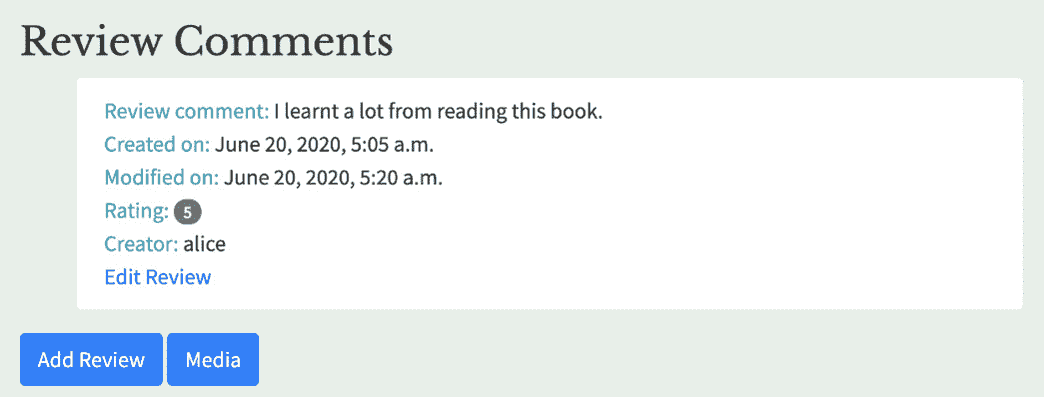 Review Comments
Review comment: I learnt a lot from reading this book.
Created on: June 20, 2020, 5:05 a.m.
Modified on: June 20, 2020, 5:20 a.m.
Rating: 5
Creator: alice
Edit Review
Add Review Media